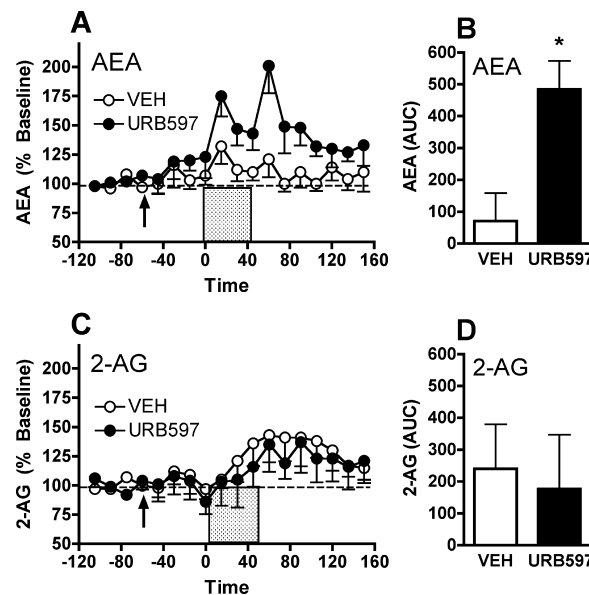 A
AEA
VEH
URB597
AEA (% Baseline)
200
175
150
125
100
75
50
-120 -80 -40 0 40 80 120 160
Time
B
AEA
*
AEA (AUC)
600
500
400
300
200
100
0
VEH URB597
C
2-AG
VEH
URB597
2-AG (% Baseline)
200
175
150
125
100
75
50
-120 -80 -40 0 40 80 120 160
Time
D
2-AG
2-AG (AUC)
600
500
400
300
200
100
0
VEH URB597